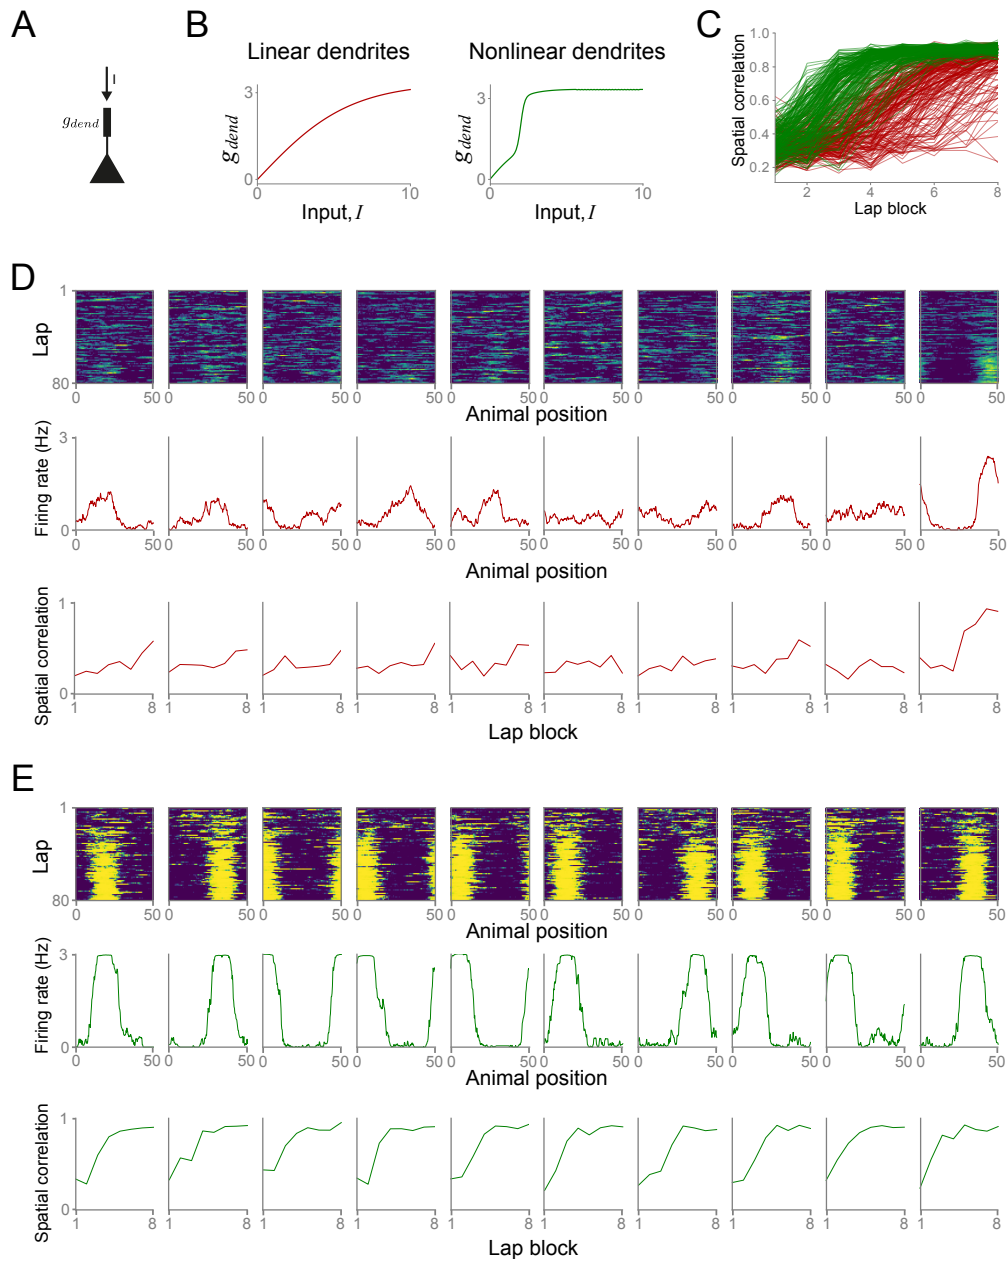 A
I
g_dend
B
Linear dendrites
Nonlinear dendrites
3
0
g_dend
0 10
Input, I
3
0
g_dend
0 10
Input, I
C
1.0
0.8
0.6
0.4
0.2
Spatial correlation
2 4 6 8
Lap block
D
1
Lap
80
0 50 0 50 0 50 0 50 0 50 0 50 0 50 0 50 0 50 0 50
Animal position
3
Firing rate (Hz)
0
0 50 0 50 0 50 0 50 0 50 0 50 0 50 0 50 0 50 0 50
Animal position
1
Spatial correlation
0
1 8 1 8 1 8 1 8 1 8 1 8 1 8 1 8 1 8 1 8
Lap block
E
1
Lap
80
0 50 0 50 0 50 0 50 0 50 0 50 0 50 0 50 0 50 0 50
Animal position
3
Firing rate (Hz)
0
0 50 0 50 0 50 0 50 0 50 0 50 0 50 0 50 0 50 0 50
Animal position
1
Spatial correlation
0
1 8 1 8 1 8 1 8 1 8 1 8 1 8 1 8 1 8 1 8
Lap block